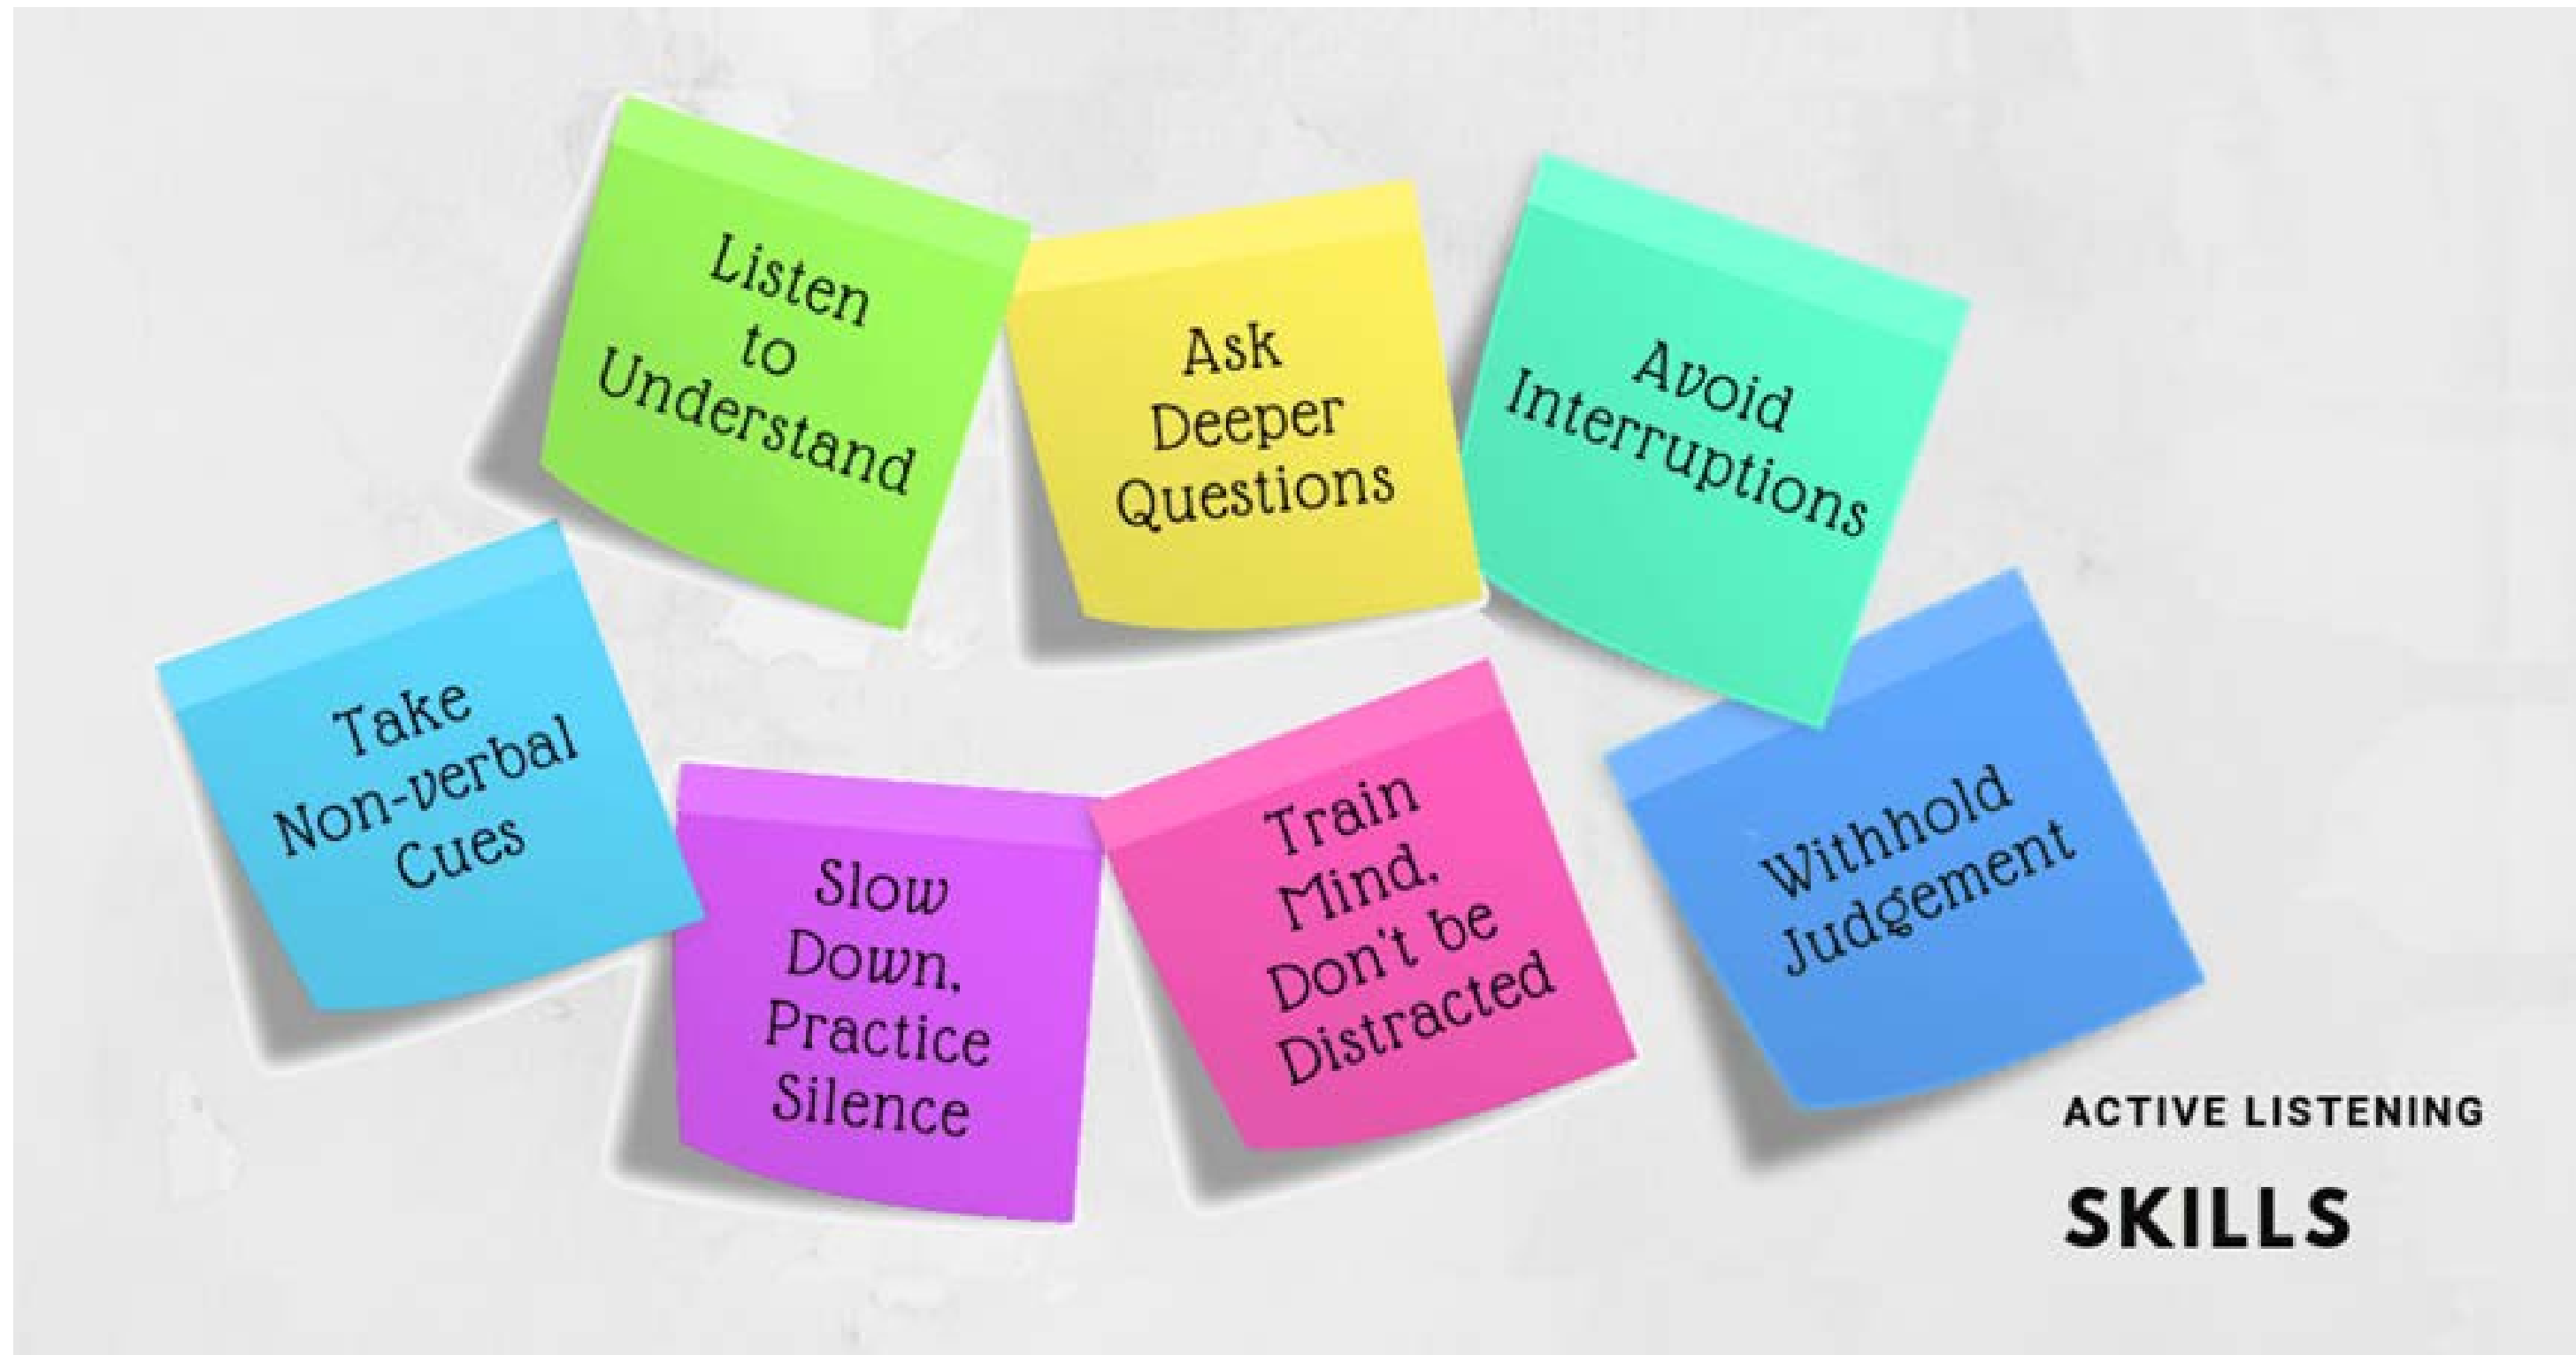 Listen
to
Understand
Ask
Deeper
Questions
Avoid
Interruptions
Take
Non-verbal
Cues
Slow
Down,
Practice
Silence
Train
Mind,
Don't be
Distracted
Withhold
Judgement
ACTIVE LISTENING
SKILLS